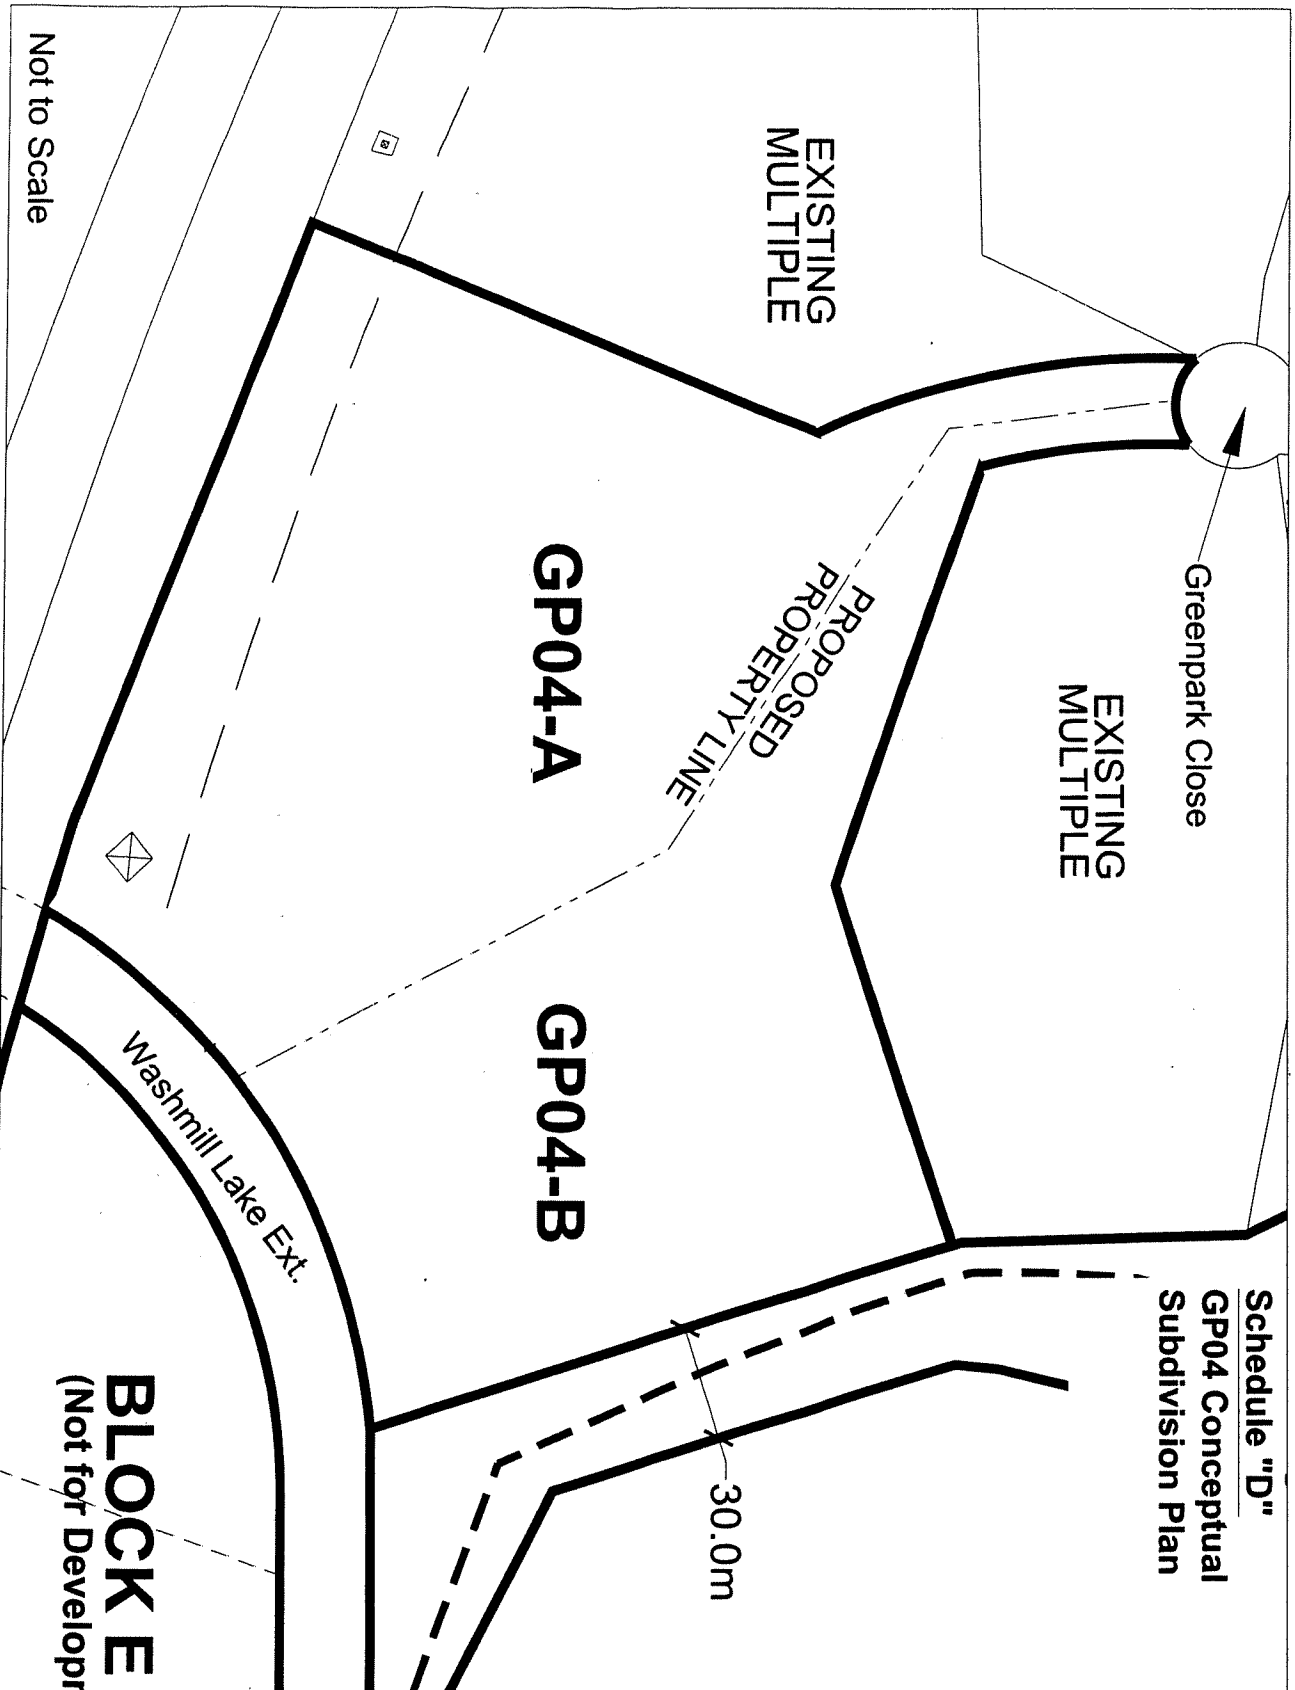 Schedule "D"
GP04 Conceptual
Subdivision Plan
Greenpark Close
EXISTING
MULTIPLE
EXISTING
MULTIPLE
PROPOSED
PROPERTY LINE
30.0m
GP04-A
GP04-B
Washmill Lake Ext.
BLOCK E
(Not for Developm
Not to Scale